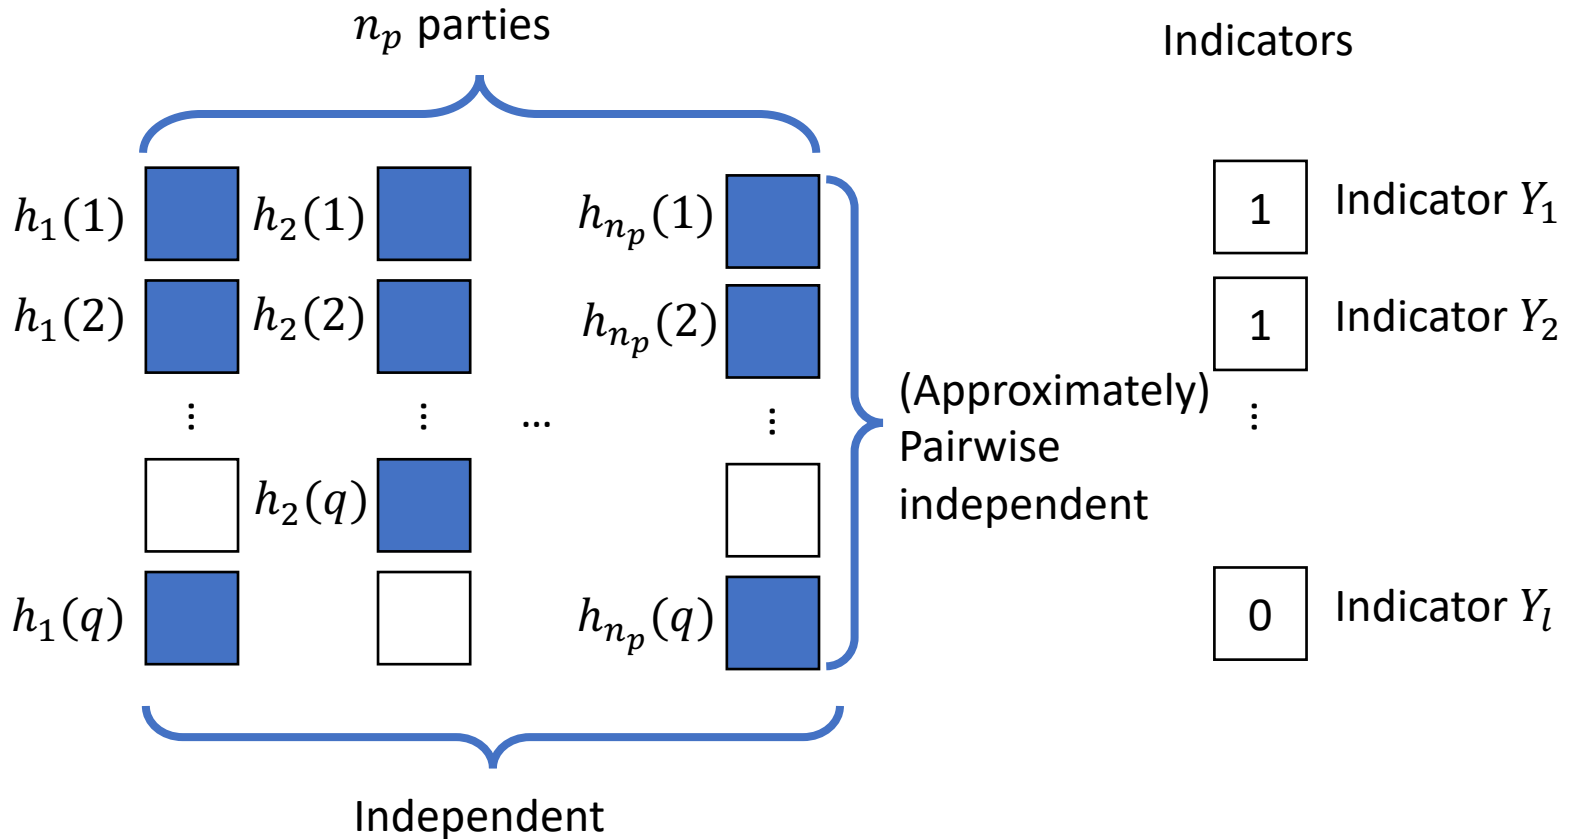 n_p parties
Indicators
h_1(1) h_2(1) h_{n_p}(1) 1 Indicator Y_1
h_1(2) h_2(2) h_{n_p}(2) 1 Indicator Y_2
⋮ ⋮ … ⋮ ⋮
(Approximately)
Pairwise
independent
h_2(q)
h_1(q) h_{n_p}(q) 0 Indicator Y_l
Independent